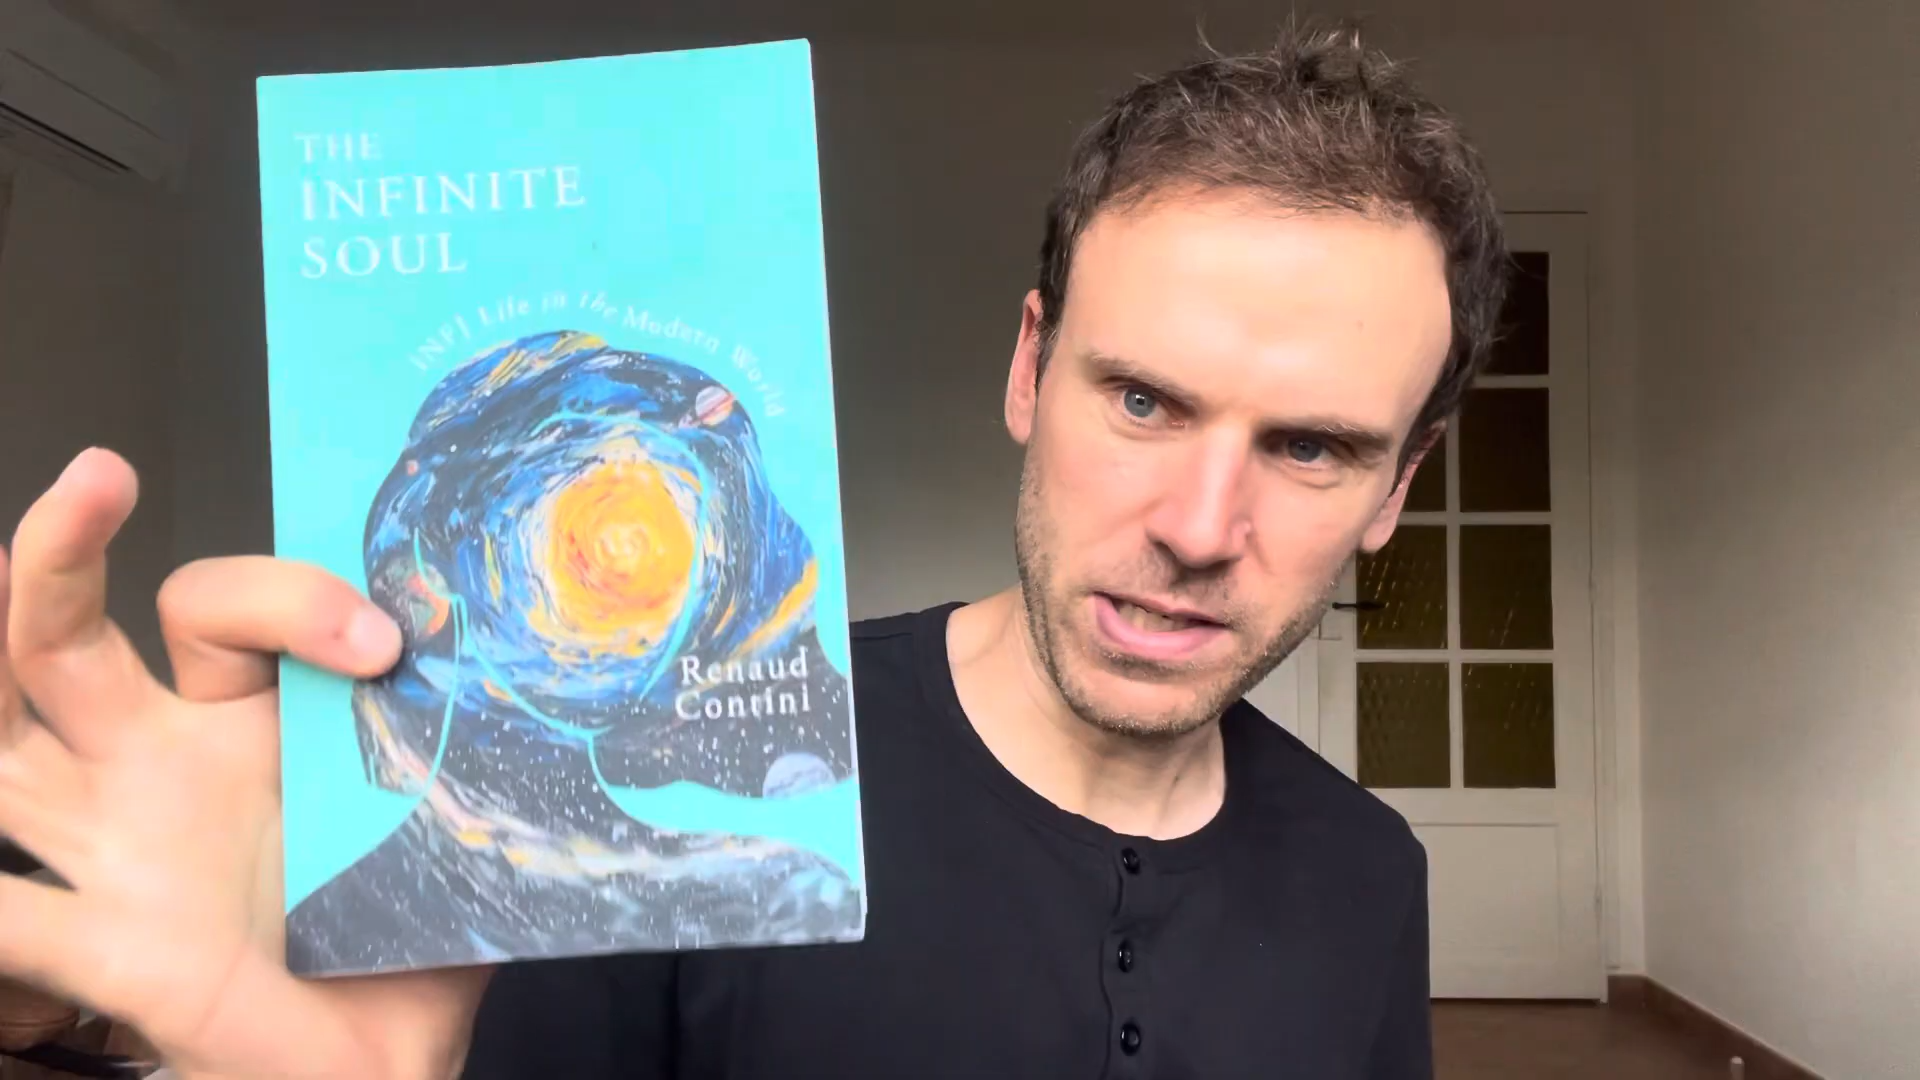 THE
INFINITE
SOUL
INFJ Life in the Modern World
Renaud
Contini